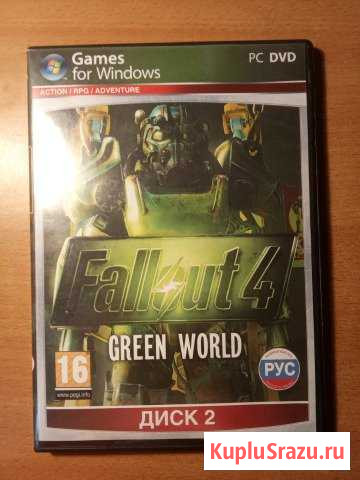 Games
for Windows
PC DVD
ACTION / RPG / ADVENTURE
Fallout 4
GREEN WORLD
16
www.pegi.info
РУС
ДИСК 2
KupluSrazu.ru